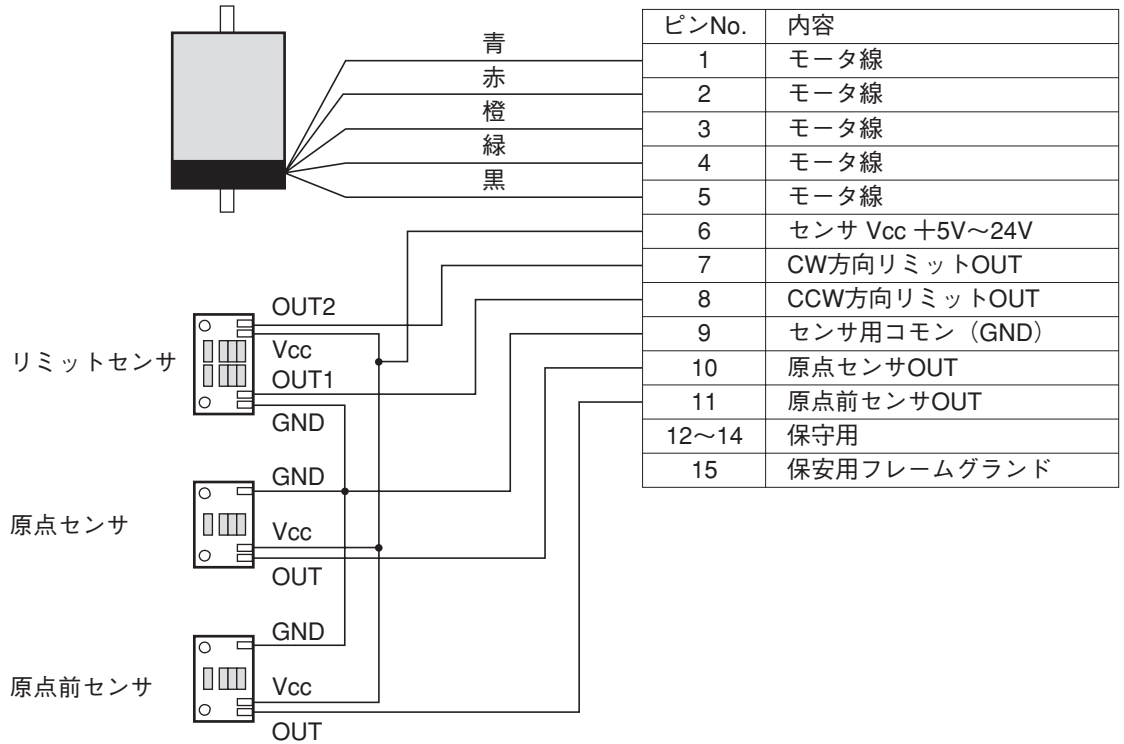 青
赤
橙
緑
黒
ピンNo. 内容
1 モータ線
2 モータ線
3 モータ線
4 モータ線
5 モータ線
6 センサ Vcc +5V〜24V
7 CW方向リミットOUT
8 CCW方向リミットOUT
9 センサ用コモン（GND）
10 原点センサOUT
11 原点前センサOUT
12〜14 保守用
15 保安用フレームグランド
リミットセンサ
OUT2
Vcc
OUT1
GND
原点センサ
GND
Vcc
OUT
原点前センサ
GND
Vcc
OUT